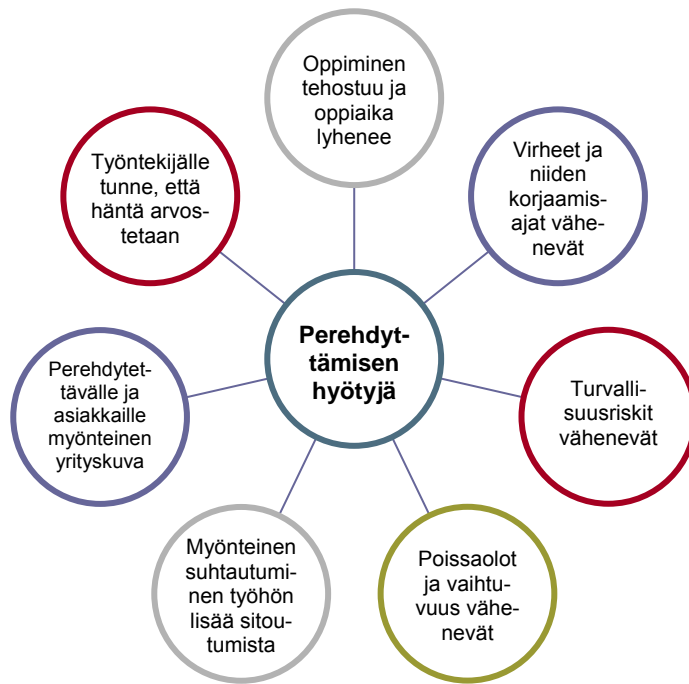 Oppiminen
tehostuu ja
oppiaika
lyhenee
Virheet ja
niiden
korjaamis-
ajat vähe-
nevät
Turvalli-
suusriskit
vähenevät
Poissaolot
ja vaihtu-
vuus vähe-
nevät
Myönteinen
suhtautumi-
nen työhön
lisää sitou-
tumista
Perehdytet-
tävälle ja
asiakkaille
myönteinen
yrityskuva
Työntekijälle
tunne, että
häntä arvos-
tetaan
Perehdyt-
tämisen
hyötyjä